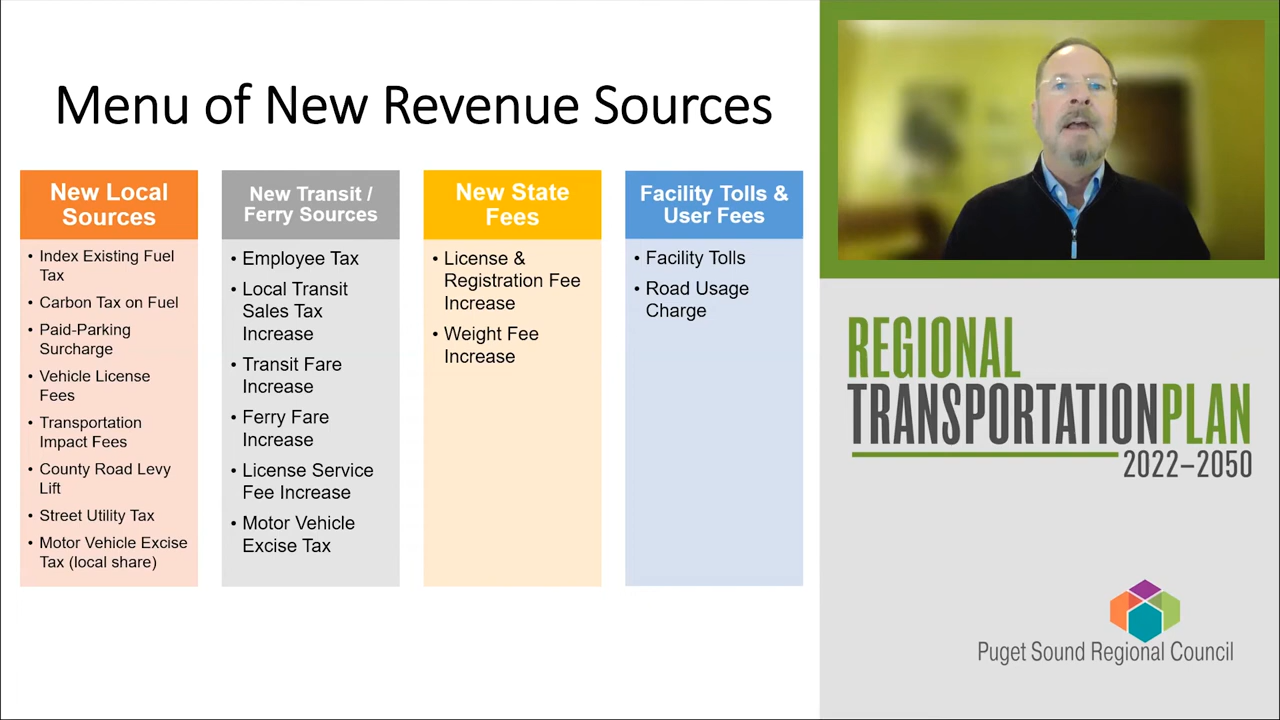 Menu of New Revenue Sources
New Local
Sources
• Index Existing Fuel
Tax
• Carbon Tax on Fuel
• Paid-Parking
Surcharge
• Vehicle License
Fees
• Transportation
Impact Fees
• County Road Levy
Lift
• Street Utility Tax
• Motor Vehicle Excise
Tax (local share)
New Transit /
Ferry Sources
• Employee Tax
• Local Transit
Sales Tax
Increase
• Transit Fare
Increase
• Ferry Fare
Increase
• License Service
Fee Increase
• Motor Vehicle
Excise Tax
New State
Fees
• License &
Registration Fee
Increase
• Weight Fee
Increase
Facility Tolls &
User Fees
• Facility Tolls
• Road Usage
Charge
REGIONAL
TRANSPORTATIONPLAN
2022–2050
Puget Sound Regional Council